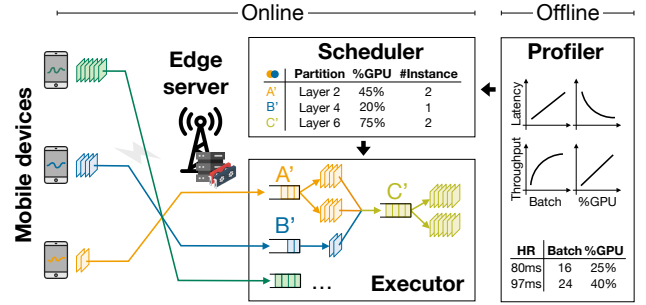 Online
Offline
Mobile devices
Edge
server
Scheduler
Partition %GPU #Instance
A' Layer 2 45% 2
B' Layer 4 20% 1
C' Layer 6 75% 2
A'
B'
C'
...
Executor
Profiler
Latency
Throughput
Batch %GPU
HR Batch %GPU
80ms 16 25%
97ms 24 40%